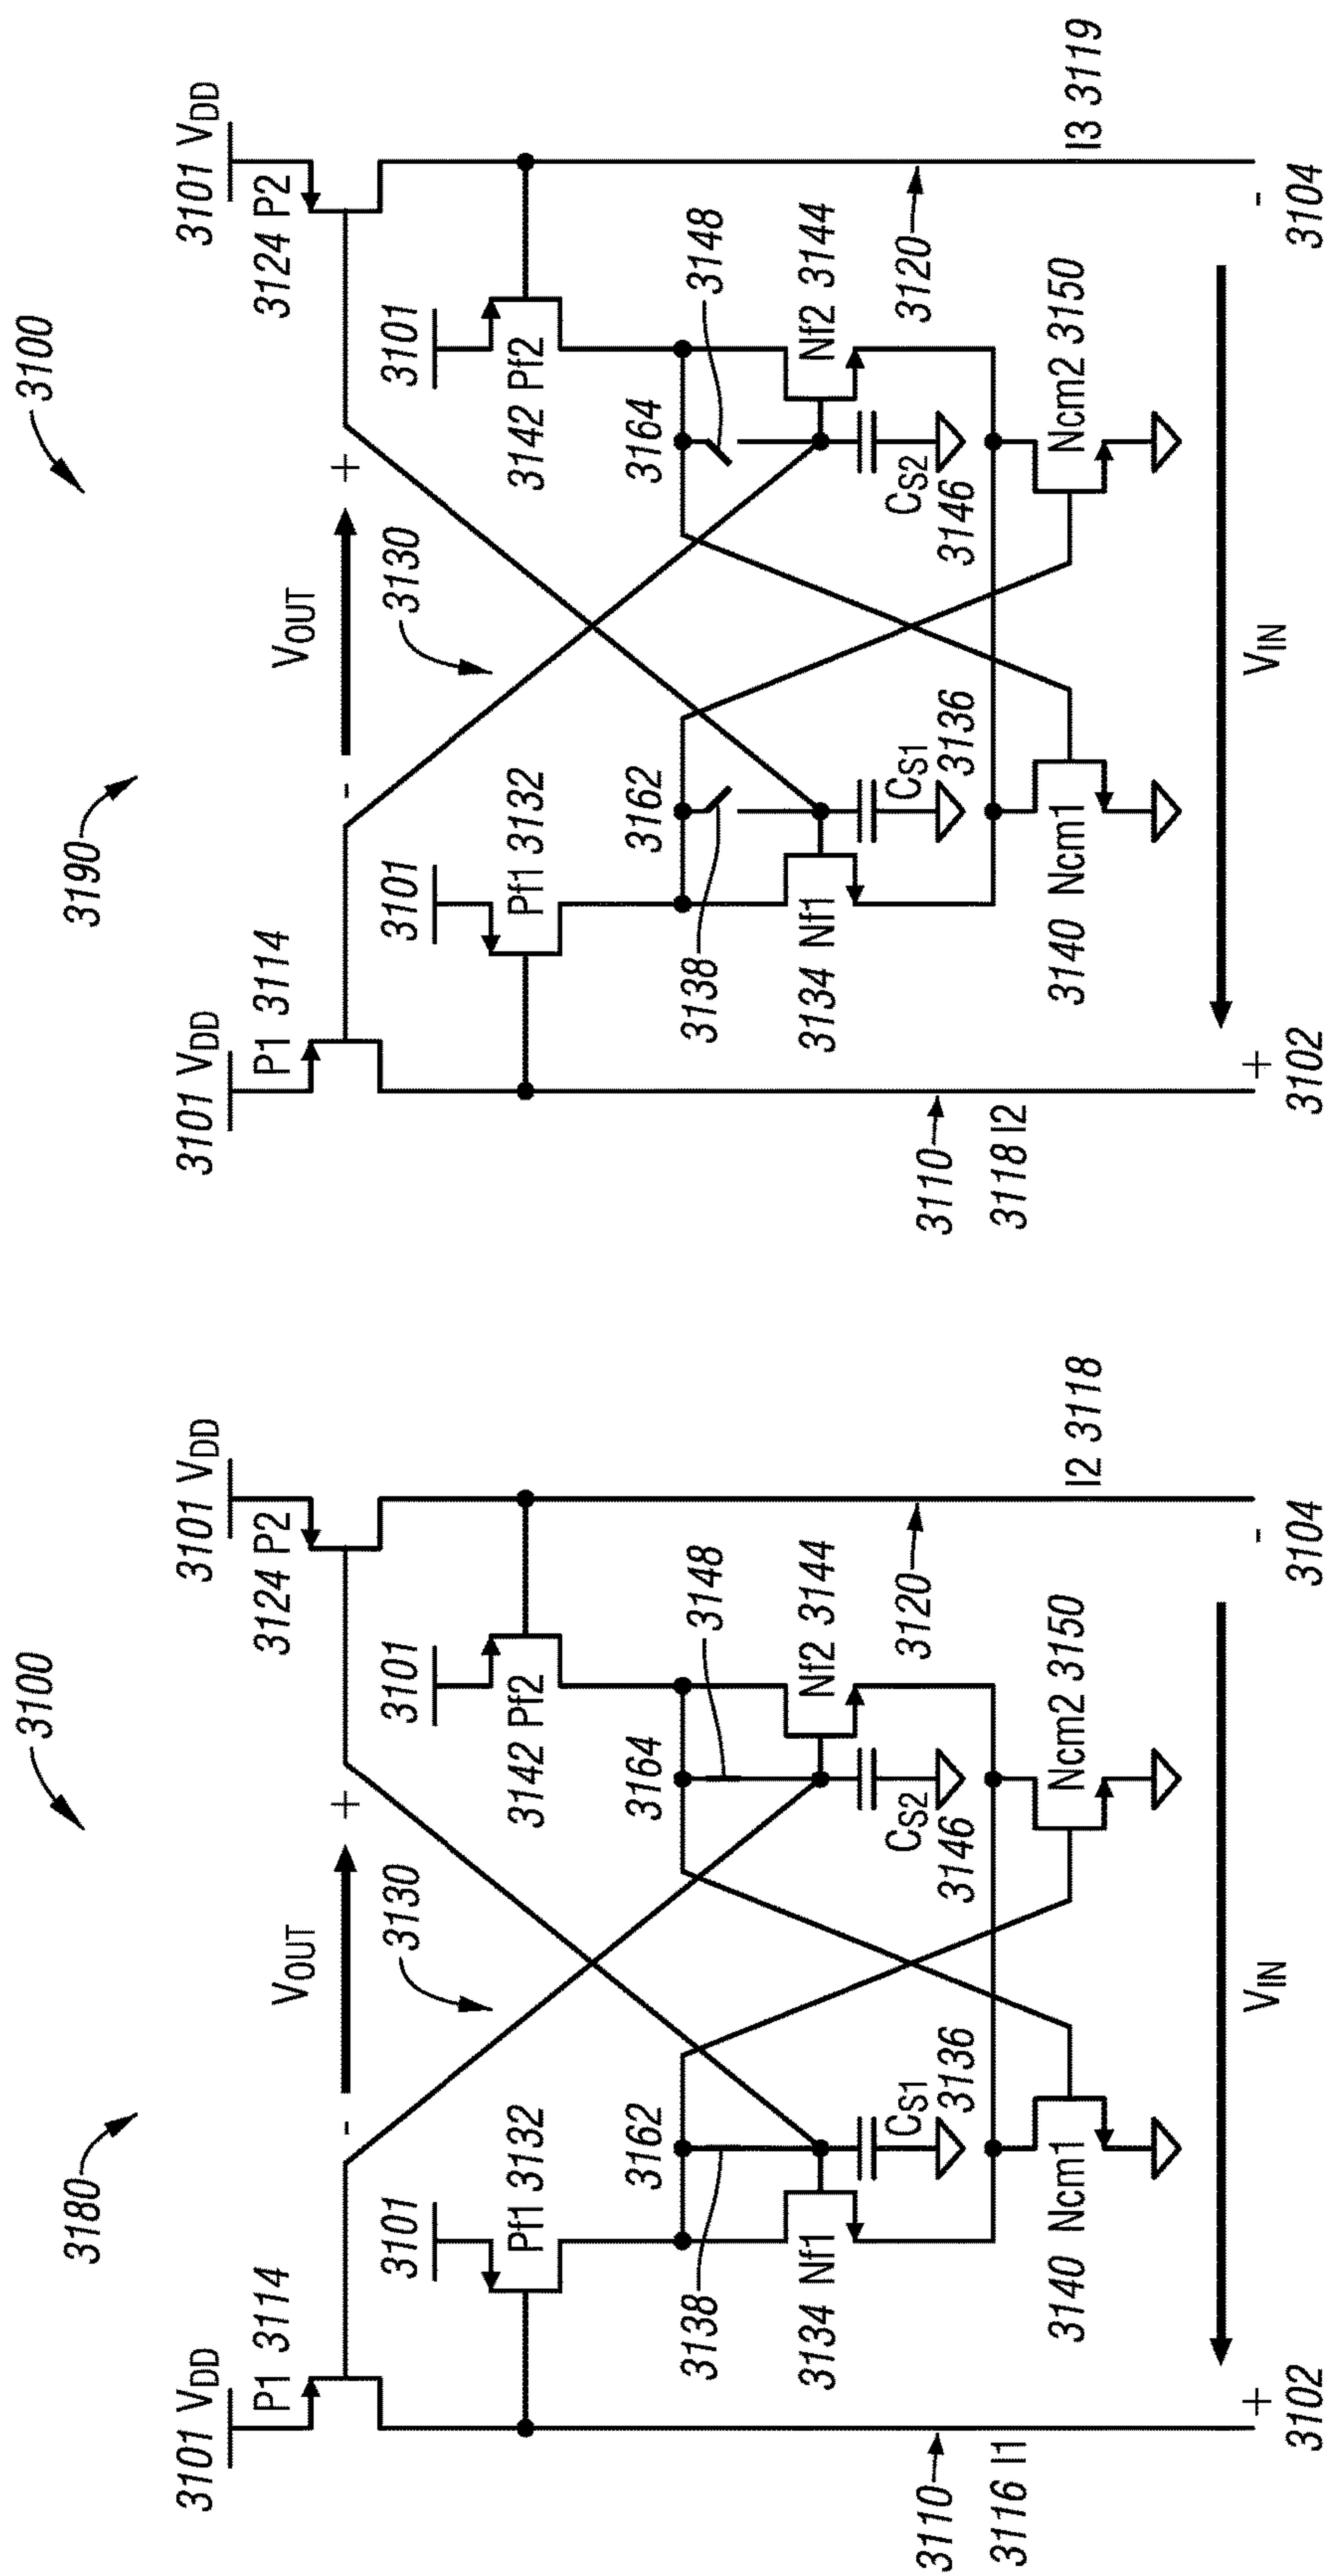 3180
3100
3101 VDD
P1 3114
VOUT
- +
3101 VDD
3124 P2
3101
Pf1 3132
3130
3101
3142 Pf2
3162
3164
3138
3148
3134 Nf1
CS1
3136
CS2
3146
Nf2 3144
3110
3116 I1
3120
I2 3118
3140 Ncm1
Ncm2 3150
VIN
+
3102
-
3104
3190
3100
3101 VDD
P1 3114
VOUT
- +
3101 VDD
3124 P2
3101
Pf1 3132
3130
3101
3142 Pf2
3162
3164
3138
3148
3134 Nf1
CS1
3136
CS2
3146
Nf2 3144
3110
3118 I2
3120
I3 3119
3140 Ncm1
Ncm2 3150
VIN
+
3102
-
3104